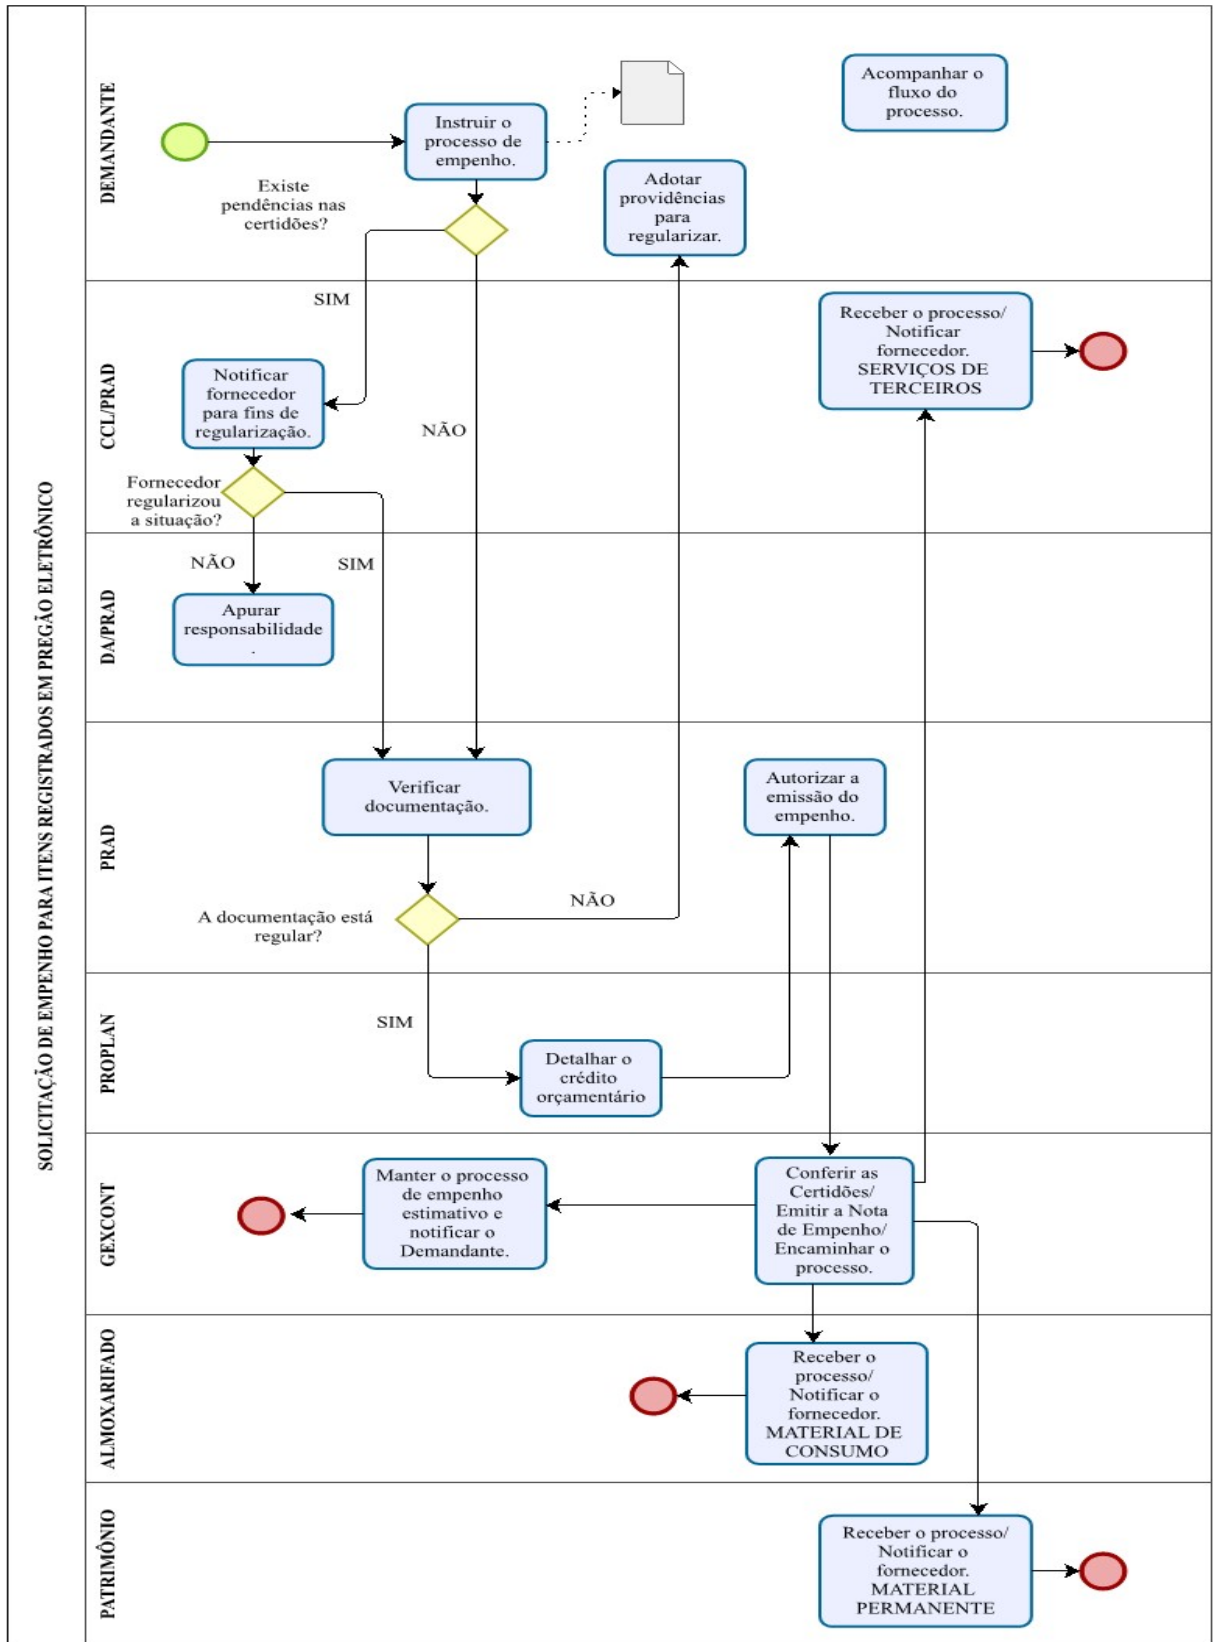 SOLICITAÇÃO DE EMPENHO PARA ITENS REGISTRADOS EM PREGÃO ELETRÔNICO
DEMANDANTE
Instruir o
processo de
empenho.
Acompanhar o
fluxo do
processo.
Existe
pendências nas
certidões?
Adotar
providências
para
regularizar.
CCL/PRAD
SIM
Notificar
fornecedor
para fins de
regularização.
NÃO
Receber o processo/
Notificar
fornecedor.
SERVIÇOS DE
TERCEIROS
Fornecedor
regularizou
a situação?
DA/PRAD
NÃO
SIM
Apurar
responsabilidade
.
PRAD
Verificar
documentação.
Autorizar a
emissão do
empenho.
A documentação está
regular?
NÃO
PROPLAN
SIM
Detalhar o
crédito
orçamentário
GEXCONT
Manter o processo
de empenho
estimativo e
notificar o
Demandante.
Conferir as
Certidões/
Emitir a Nota
de Empenho/
Encaminhar o
processo.
ALMOXARIFADO
Receber o
processo/
Notificar o
fornecedor.
MATERIAL DE
CONSUMO
PATRIMÔNIO
Receber o processo/
Notificar o
fornecedor.
MATERIAL
PERMANENTE